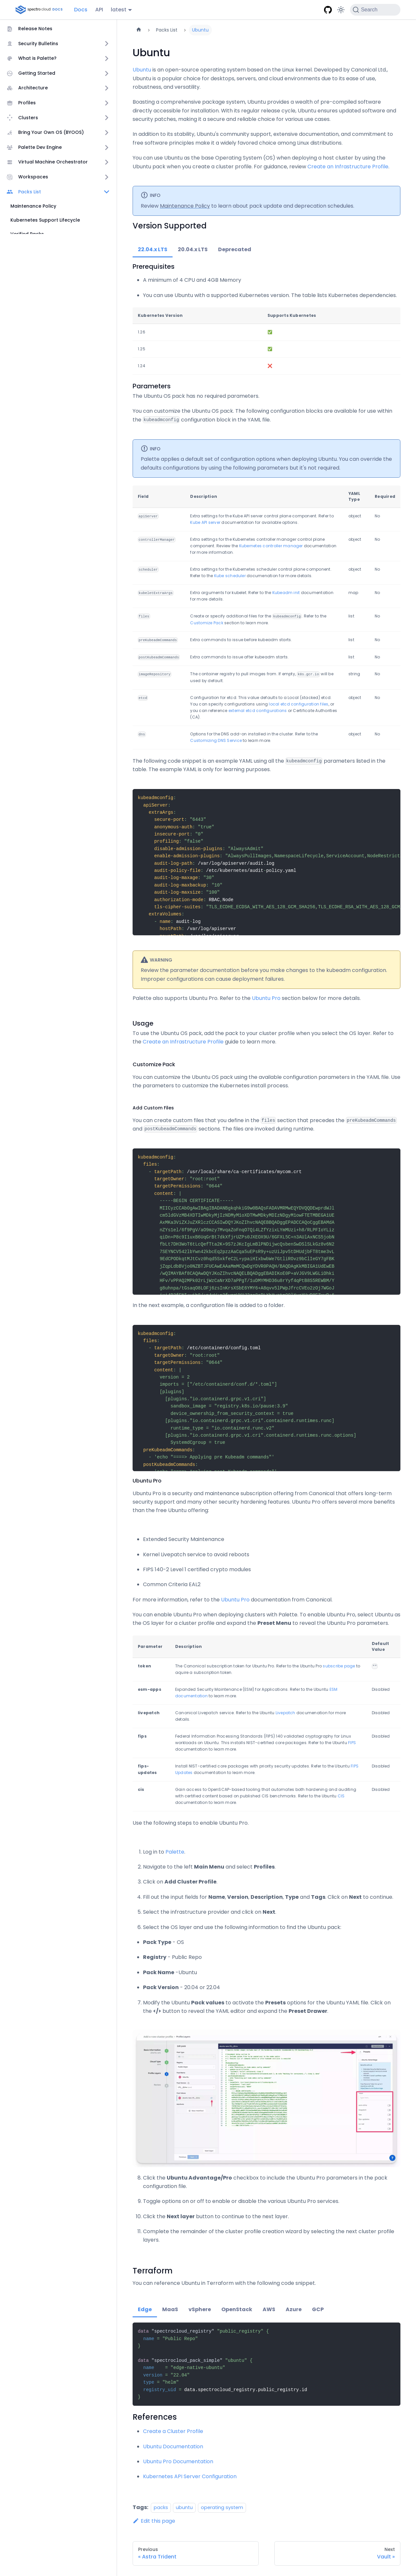 spectrocloud DOCS
Docs
API
latest
Search
Release Notes
Security Bulletins
What is Palette?
Getting Started
Architecture
Profiles
Clusters
Bring Your Own OS (BYOOS)
Palette Dev Engine
Virtual Machine Orchestrator
Workspaces
Packs List
Maintenance Policy
Kubernetes Support Lifecycle
Packs List
Ubuntu
Ubuntu
Ubuntu is an open-source operating system based on the Linux kernel. Developed by Canonical Ltd.,
Ubuntu is used globally across desktops, servers, and cloud environments due to its ease of use,
robustness, and versatility.
Boasting a comprehensive package system, Ubuntu provides a wealth of pre-compiled software
directly accessible for installation. With its regular release cycle, Ubuntu ensures updated software and
security patches, making it a secure and reliable choice for various use cases.
In addition to its stability, Ubuntu's community support, extensive documentation, and commitment to
free software principles make it a widely favored choice among Linux distributions.
You can use Ubuntu as your base Operating System (OS) when deploying a host cluster by using the
Ubuntu pack when you create a cluster profile. For guidance, review Create an Infrastructure Profile.
INFO
Review Maintenance Policy to learn about pack update and deprecation schedules.
Version Supported
22.04.x LTS
20.04.x LTS
Deprecated
Prerequisites
A minimum of 4 CPU and 4GB Memory
You can use Ubuntu with a supported Kubernetes version. The table lists Kubernetes dependencies.
Kubernetes Version
Supports Kubernetes
1.26
1.25
1.24
Parameters
The Ubuntu OS pack has no required parameters.
You can customize the Ubuntu OS pack. The following configuration blocks are available for use within
the kubeadmconfig configuration block in the YAML file.
INFO
Palette applies a default set of configuration options when deploying Ubuntu. You can override the
defaults configurations by using the following parameters but it's not required.
Field
Description
YAML Type
Required
apiServer
Extra settings for the Kube API server control plane component. Refer to
Kube API server documentation for available options.
object
No
controllerManager
Extra settings for the Kubernetes controller manager control plane
component. Review the Kubernetes controller manager documentation
for more information.
object
No
scheduler
Extra settings for the Kubernetes scheduler control plane component.
Refer to the Kube scheduler documentation for more details.
object
No
kubeletExtraArgs
Extra arguments for kubelet. Refer to the Kubeadm init documentation
for more details.
map
No
files
Create or specify additional files for the kubeadmconfig. Refer to the
Customize Pack section to learn more.
list
No
preKubeadmCommands
Extra commands to issue before kubeadm starts.
list
No
postKubeadmCommands
Extra commands to issue after kubeadm starts.
list
No
imageRepository
The container registry to pull images from. If empty, k8s.gcr.io will be
used by default.
string
No
etcd
Configuration for etcd. This value defaults to a Local (stacked) etcd.
You can specify configurations using local etcd configuration files, or
you can reference external etcd configurations or Certificate Authorities
(CA).
object
No
dns
Options for the DNS add-on installed in the cluster. Refer to the
Customizing DNS Service to learn more.
object
No
The following code snippet is an example YAML using all the kubeadmconfig parameters listed in the
table. The example YAML is only for learning purposes.
kubeadmconfig:
apiServer:
extraArgs:
secure-port: "6443"
anonymous-auth: "true"
insecure-port: "0"
profiling: "false"
disable-admission-plugins: "AlwaysAdmit"
enable-admission-plugins: "AlwaysPullImages,NamespaceLifecycle,ServiceAccount,NodeRestrict
audit-log-path: /var/log/apiserver/audit.log
audit-policy-file: /etc/kubernetes/audit-policy.yaml
audit-log-maxage: "30"
audit-log-maxbackup: "10"
audit-log-maxsize: "100"
authorization-mode: RBAC,Node
tls-cipher-suites: "TLS_ECDHE_ECDSA_WITH_AES_128_GCM_SHA256,TLS_ECDHE_RSA_WITH_AES_128_GCM
extraVolumes:
- name: audit-log
hostPath: /var/log/apiserver
WARNING
Review the parameter documentation before you make changes to the kubeadm configuration.
Improper configurations can cause deployment failures.
Palette also supports Ubuntu Pro. Refer to the Ubuntu Pro section below for more details.
Usage
To use the Ubuntu OS pack, add the pack to your cluster profile when you select the OS layer. Refer to
the Create an Infrastructure Profile guide to learn more.
Customize Pack
You can customize the Ubuntu OS pack using the available configuration parameters in the YAML file. Use
the parameters to customize the Kubernetes install process.
Add Custom Files
You can create custom files that you define in the files section that precedes the preKubeadmCommands
and postKubeadmCommands sections. The files are invoked during runtime.
kubeadmconfig:
files:
- targetPath: /usr/local/share/ca-certificates/mycom.crt
targetOwner: "root:root"
targetPermissions: "0644"
content: |
-----BEGIN CERTIFICATE-----
In the next example, a configuration file is added to a folder.
kubeadmconfig:
files:
- targetPath: /etc/containerd/config.toml
targetOwner: "root:root"
targetPermissions: "0644"
content: |
version = 2
imports = ["/etc/containerd/conf.d/*.toml"]
[plugins]
[plugins."io.containerd.grpc.v1.cri"]
sandbox_image = "registry.k8s.io/pause:3.9"
device_ownership_from_security_context = true
[plugins."io.containerd.grpc.v1.cri".containerd.runtimes.runc]
runtime_type = "io.containerd.runc.v2"
[plugins."io.containerd.grpc.v1.cri".containerd.runtimes.runc.options]
SystemdCgroup = true
preKubeadmCommands:
- 'echo "====> Applying pre Kubeadm commands"'
postKubeadmCommands:
Ubuntu Pro
Ubuntu Pro is a security and maintenance subscription offering from Canonical that offers long-term
security support and many other security hardening features. Ubuntu Pro offers several more benefits
than the free Ubuntu offering:
Extended Security Maintenance
Kernel Livepatch service to avoid reboots
FIPS 140-2 Level 1 certified crypto modules
Common Criteria EAL2
For more information, refer to the Ubuntu Pro documentation from Canonical.
You can enable Ubuntu Pro when deploying clusters with Palette. To enable Ubuntu Pro, select Ubuntu as
the OS layer for a cluster profile and expand the Preset Menu to reveal the Ubuntu Pro parameters.
Parameter
Description
Default Value
token
The Canonical subscription token for Ubuntu Pro. Refer to the Ubuntu Pro subscribe page to
acquire a subscription token.
""
esm-apps
Expanded Security Maintenance (ESM) for Applications. Refer to the Ubuntu ESM
documentation to learn more.
Disabled
livepatch
Canonical Livepatch service. Refer to the Ubuntu Livepatch documenation for more
details.
Disabled
fips
Federal Information Processing Standards (FIPS) 140 validated cryptography for Linux
workloads on Ubuntu. This installs NIST-certified core packages. Refer to the Ubuntu FIPS
documentation to learn more.
Disabled
fips-updates
Install NIST-certified core packages with priority security updates. Refer to the Ubuntu FIPS
Updates documentation to learn more.
Disabled
cis
Gain access to OpenSCAP-based tooling that automates both hardening and auditing
with certified content based on published CIS benchmarks. Refer to the Ubuntu CIS
documentation to learn more.
Disabled
Use the following steps to enable Ubuntu Pro.
1. Log in to Palette.
2. Navigate to the left Main Menu and select Profiles.
3. Click on Add Cluster Profile.
4. Fill out the input fields for Name, Version, Description, Type and Tags. Click on Next to continue.
5. Select the infrastructure provider and click on Next.
6. Select the OS layer and use the following information to find the Ubuntu pack:
Pack Type - OS
Registry - Public Repo
Pack Name -Ubuntu
Pack Version - 20.04 or 22.04
7. Modify the Ubuntu Pack values to activate the Presets options for the Ubuntu YAML file. Click on
the </> button to reveal the YAML editor and expand the Preset Drawer.
8. Click the Ubuntu Advantage/Pro checkbox to include the Ubuntu Pro parameters in the pack
configuration file.
9. Toggle options on or off to enable or disable the various Ubuntu Pro services.
10. Click the Next layer button to continue to the next layer.
11. Complete the remainder of the cluster profile creation wizard by selecting the next cluster profile
layers.
Terraform
You can reference Ubuntu in Terraform with the following code snippet.
Edge
MaaS
vSphere
OpenStack
AWS
Azure
GCP
data "spectrocloud_registry" "public_registry" {
name = "Public Repo"
}
data "spectrocloud_pack_simple" "ubuntu" {
name = "edge-native-ubuntu"
version = "22.04"
type = "helm"
registry_uid = data.spectrocloud_registry.public_registry.id
}
References
Create a Cluster Profile
Ubuntu Documentation
Ubuntu Pro Documentation
Kubernetes API Server Configuration
Tags:
packs
ubuntu
operating system
Edit this page
Previous
« Astra Trident
Next
Vault »